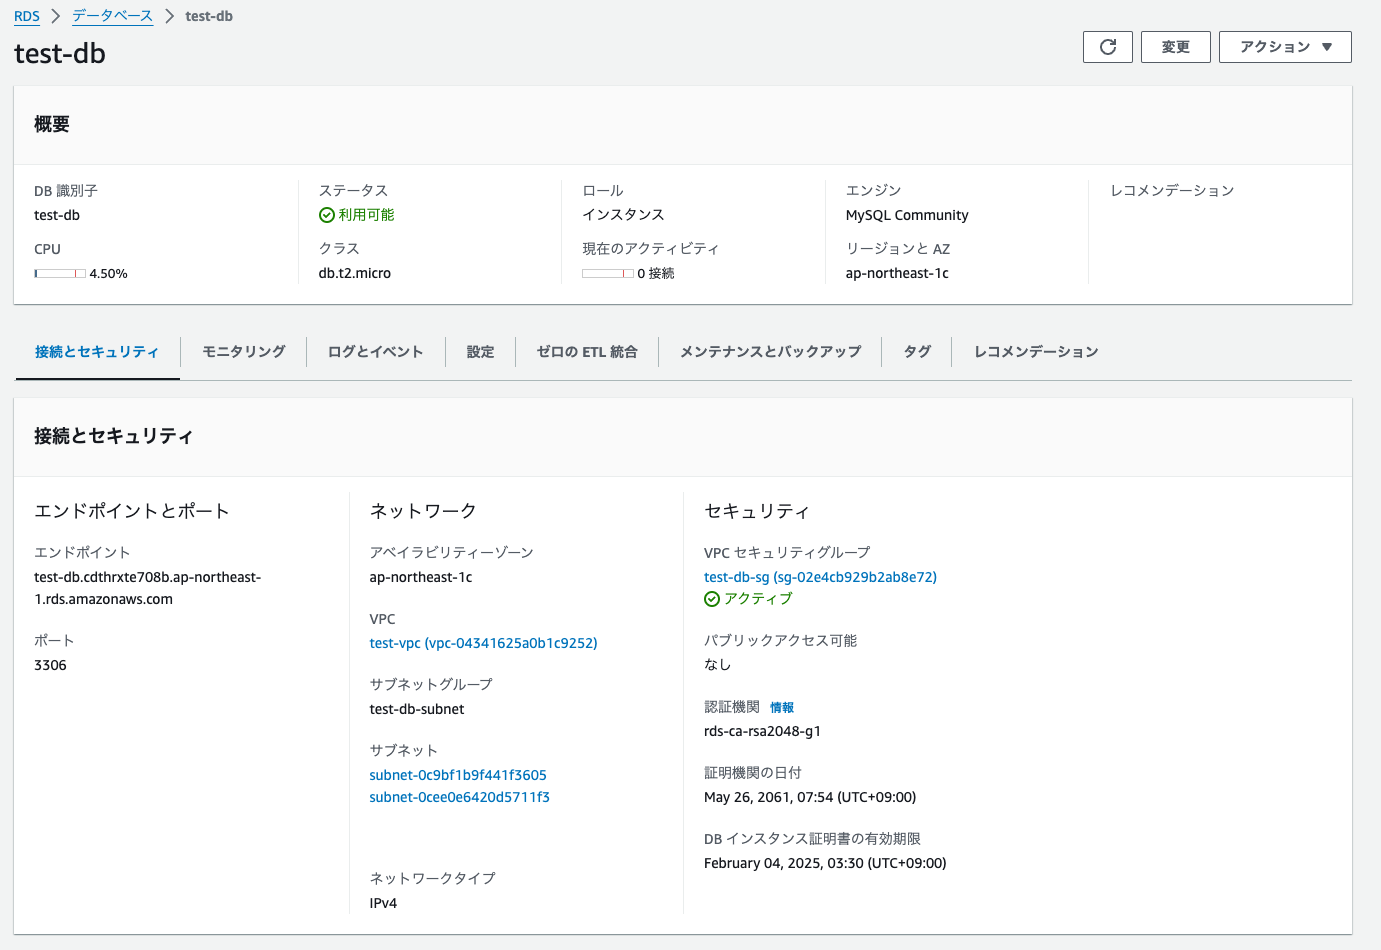 RDS > データベース > test-db
test-db
変更
アクション ▼
概要
DB 識別子
test-db
CPU
4.50%
ステータス
利用可能
クラス
db.t2.micro
ロール
インスタンス
現在のアクティビティ
0 接続
エンジン
MySQL Community
リージョンと AZ
ap-northeast-1c
レコメンデーション
接続とセキュリティ
モニタリング
ログとイベント
設定
ゼロの ETL 統合
メンテナンスとバックアップ
タグ
レコメンデーション
接続とセキュリティ
エンドポイントとポート
エンドポイント
test-db.cdthrxte708b.ap-northeast-
1.rds.amazonaws.com
ポート
3306
ネットワーク
アベイラビリティーゾーン
ap-northeast-1c
VPC
test-vpc (vpc-04341625a0b1c9252)
サブネットグループ
test-db-subnet
サブネット
subnet-0c9bf1b9f441f3605
subnet-0cee0e6420d5711f3
ネットワークタイプ
IPv4
セキュリティ
VPC セキュリティグループ
test-db-sg (sg-02e4cb929b2ab8e72)
アクティブ
パブリックアクセス可能
なし
認証機関 情報
rds-ca-rsa2048-g1
証明機関の日付
May 26, 2061, 07:54 (UTC+09:00)
DB インスタンス証明書の有効期限
February 04, 2025, 03:30 (UTC+09:00)